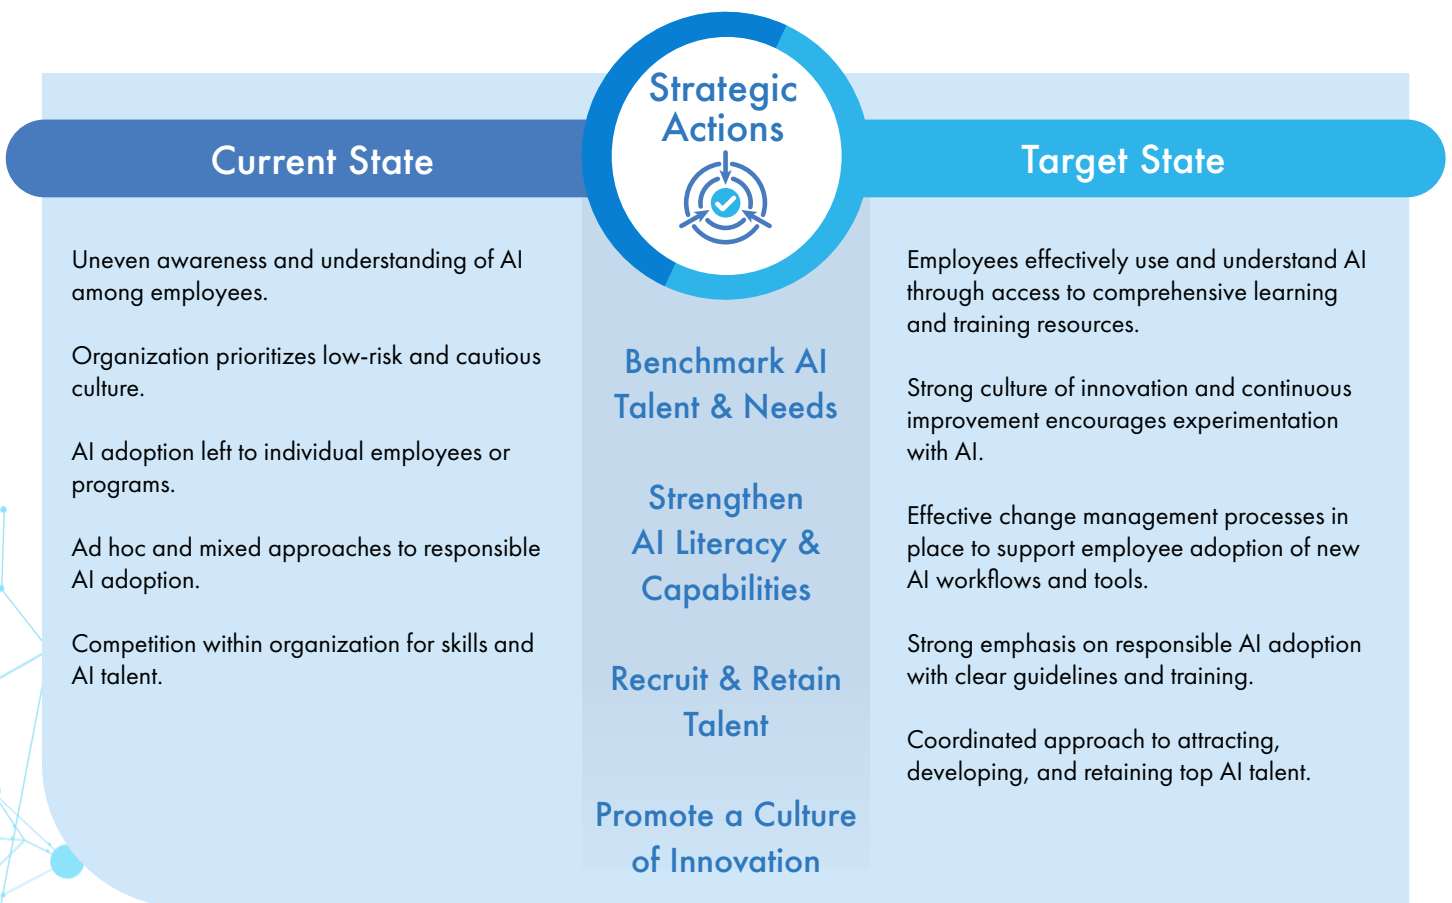 Strategic
Actions
Current State
Target State
Uneven awareness and understanding of AI
among employees.
Organization prioritizes low-risk and cautious
culture.
AI adoption left to individual employees or
programs.
Ad hoc and mixed approaches to responsible
AI adoption.
Competition within organization for skills and
AI talent.
Benchmark AI
Talent & Needs
Strengthen
AI Literacy &
Capabilities
Recruit & Retain
Talent
Promote a Culture
of Innovation
Employees effectively use and understand AI
through access to comprehensive learning
and training resources.
Strong culture of innovation and continuous
improvement encourages experimentation
with AI.
Effective change management processes in
place to support employee adoption of new
AI workflows and tools.
Strong emphasis on responsible AI adoption
with clear guidelines and training.
Coordinated approach to attracting,
developing, and retaining top AI talent.